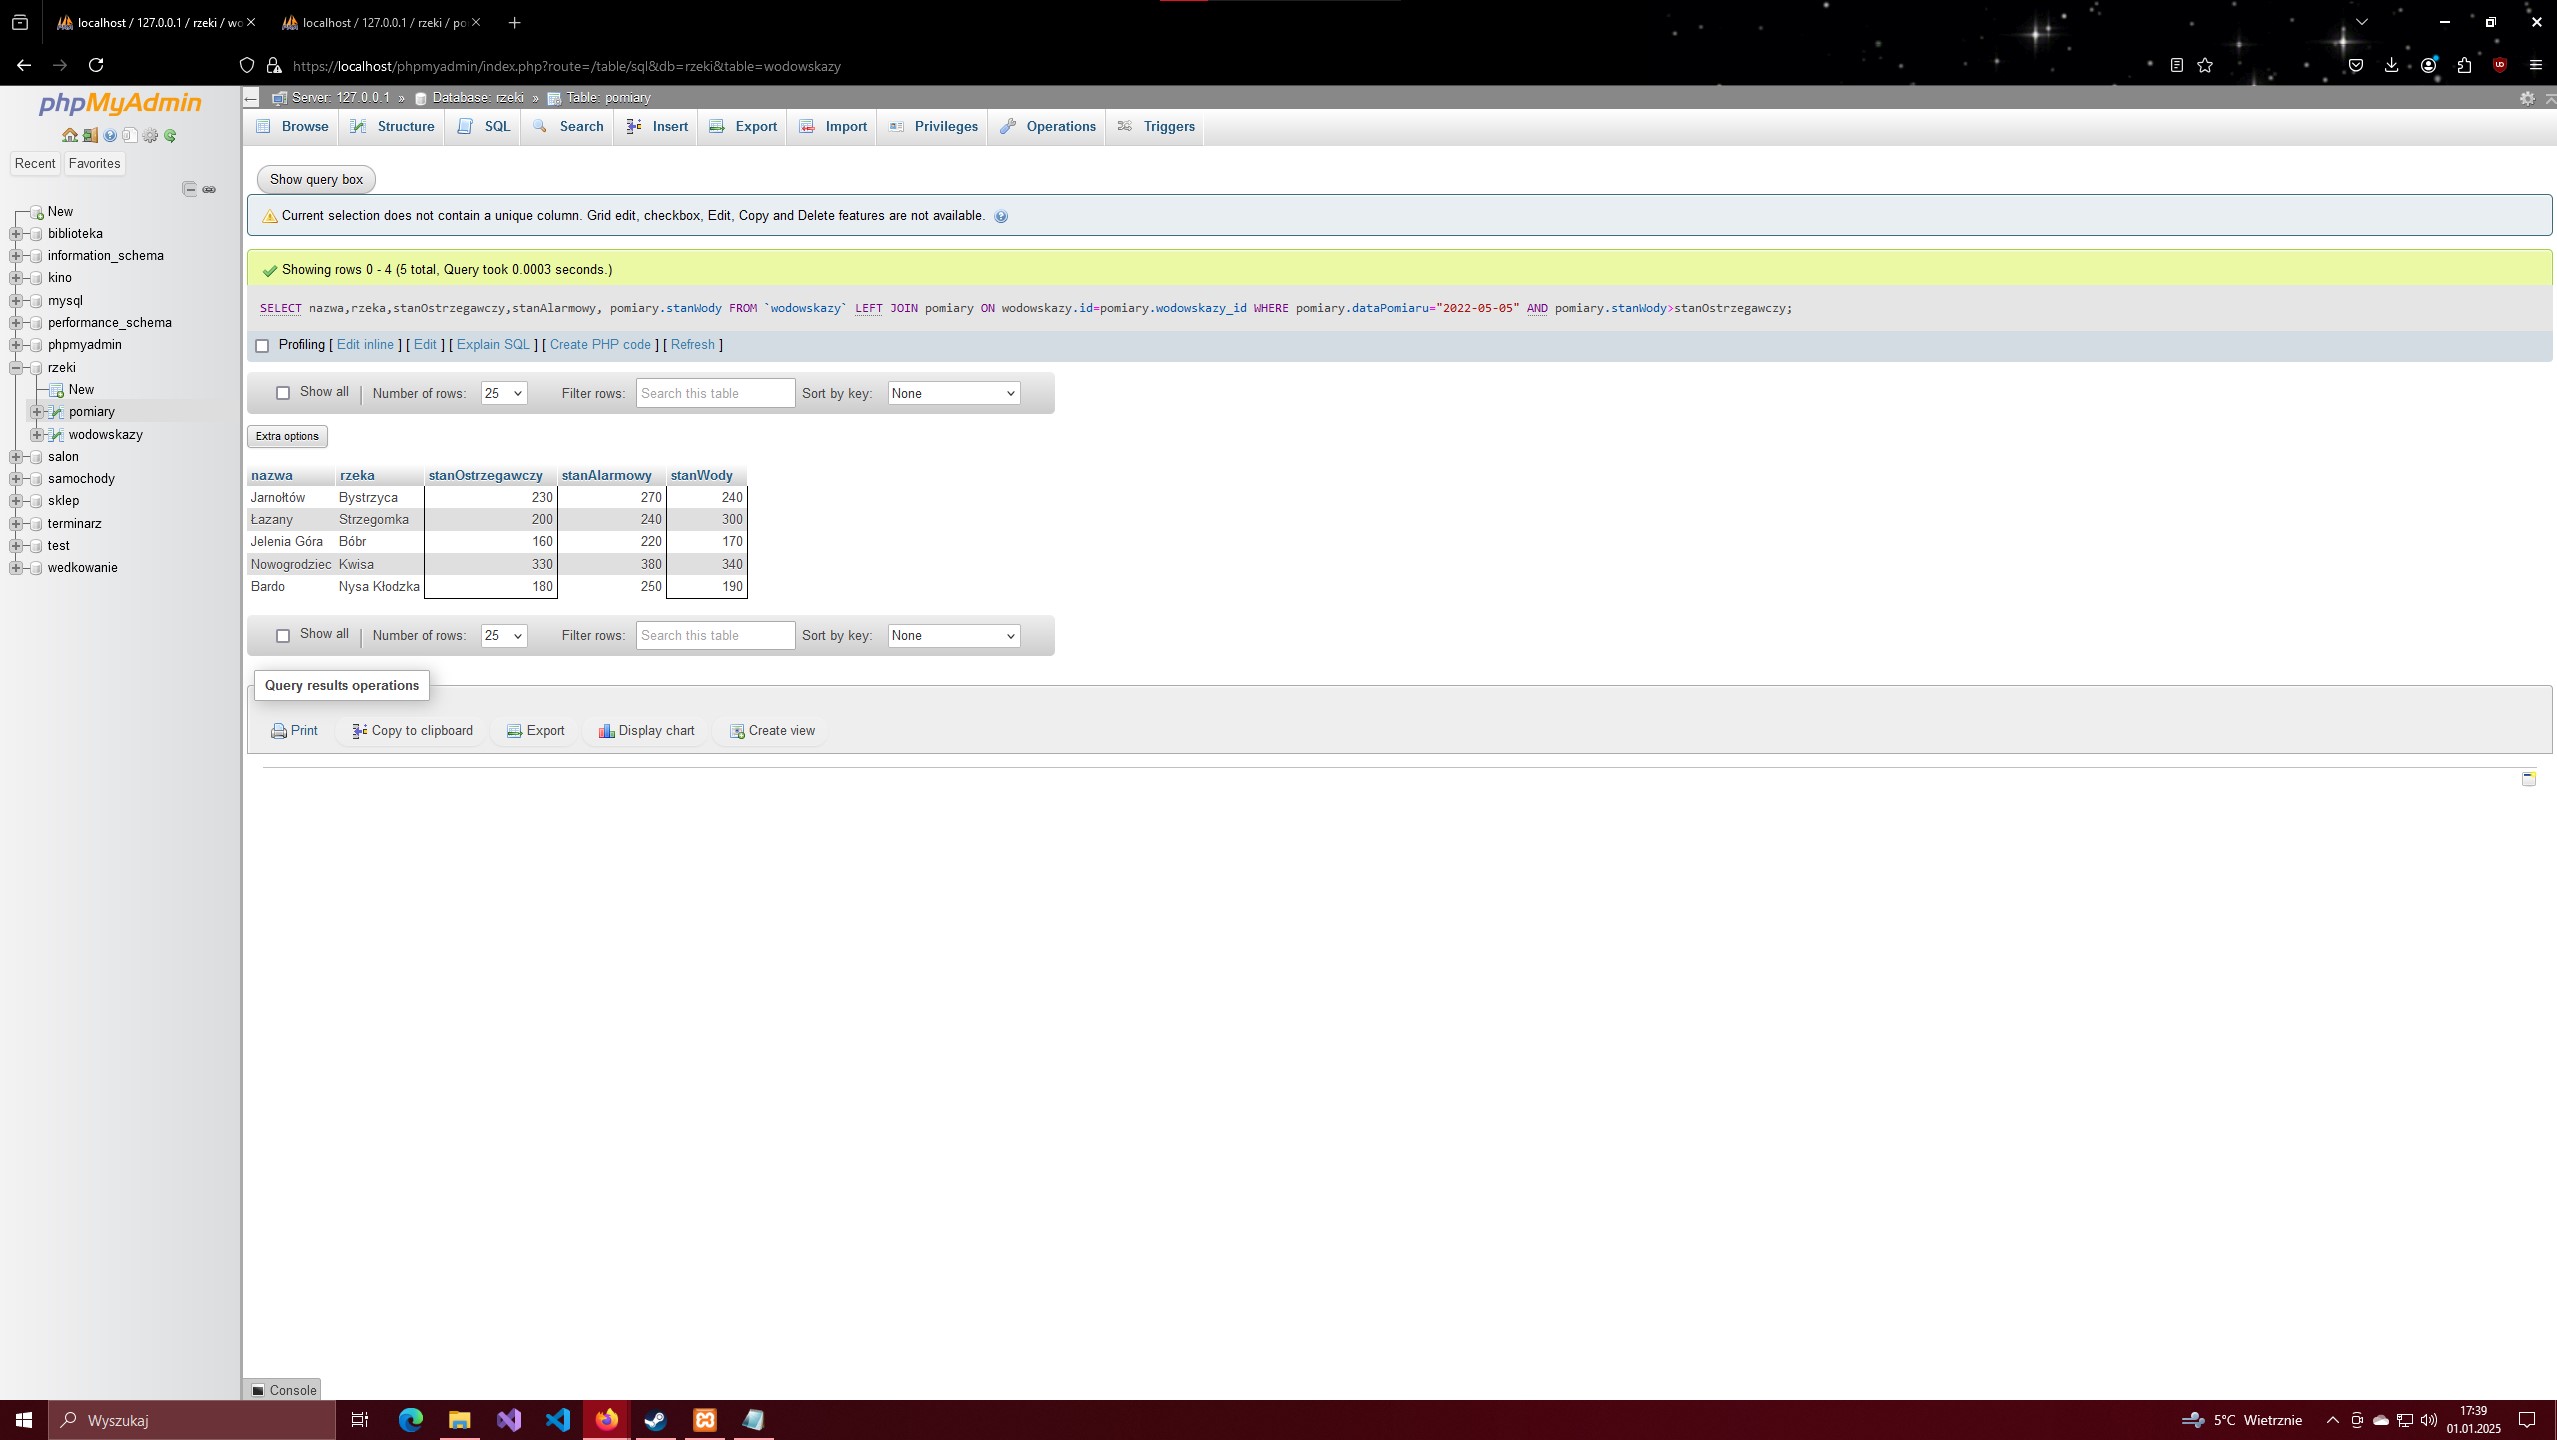 localhost / 127.0.0.1 / rzeki / wo
localhost / 127.0.0.1 / rzeki / po
https://localhost/phpmyadmin/index.php?route=/table/sql&db=rzeki&table=wodowskazy
phpMyAdmin
Recent Favorites
New
biblioteka
information_schema
kino
mysql
performance_schema
phpmyadmin
rzeki
New
pomiary
wodowskazy
salon
samochody
sklep
terminarz
test
wedkowanie
Server: 127.0.0.1 » Database: rzeki » Table: pomiary
Browse Structure SQL Search Insert Export Import Privileges Operations Triggers
Show query box
Current selection does not contain a unique column. Grid edit, checkbox, Edit, Copy and Delete features are not available.
Showing rows 0 - 4 (5 total, Query took 0.0003 seconds.)
SELECT nazwa,rzeka,stanOstrzegawczy,stanAlarmowy, pomiary.stanWody FROM `wodowskazy` LEFT JOIN pomiary ON wodowskazy.id=pomiary.wodowskazy_id WHERE pomiary.dataPomiaru="2022-05-05" AND pomiary.stanWody>stanOstrzegawczy;
Profiling [ Edit inline ] [ Edit ] [ Explain SQL ] [ Create PHP code ] [ Refresh ]
Show all Number of rows: 25 Filter rows: Search this table Sort by key: None
Extra options
nazwa rzeka stanOstrzegawczy stanAlarmowy stanWody
Jarnołtów Bystrzyca 230 270 240
Łazany Strzegomka 200 240 300
Jelenia Góra Bóbr 160 220 170
Nowogrodziec Kwisa 330 380 340
Bardo Nysa Kłodzka 180 250 190
Show all Number of rows: 25 Filter rows: Search this table Sort by key: None
Query results operations
Print Copy to clipboard Export Display chart Create view
Console
Wyszukaj
5°C Wietrznie
17:39
01.01.2025